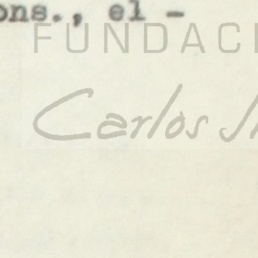 ons., el -
FUNDACI
Carlos